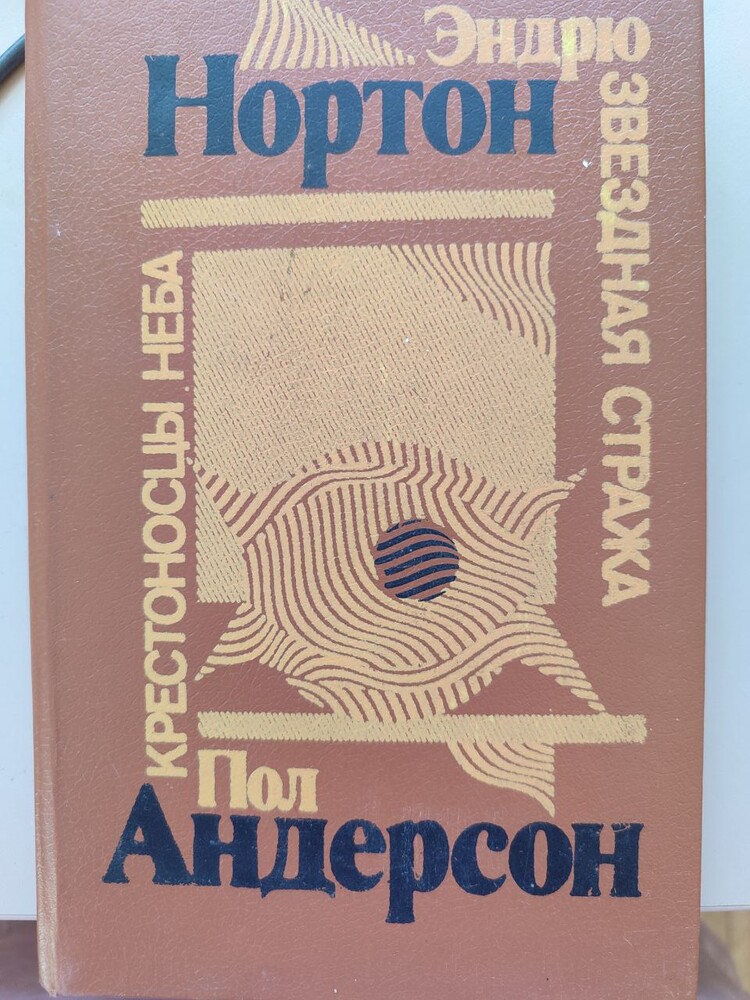 Эндрю
Нортон
ЗВЕЗДНАЯ СТРАЖА
КРЕСТОНОСЦЫ НЕБА
Пол
Андерсон